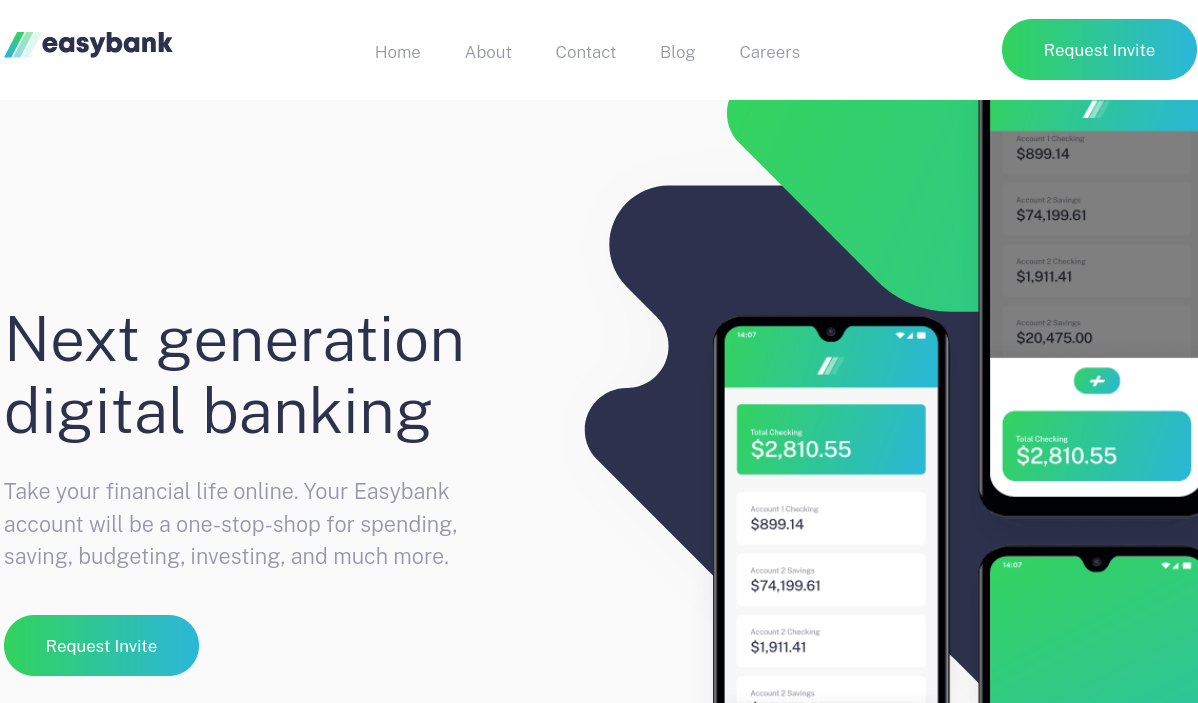 easybank
Home
About
Contact
Blog
Careers
Request Invite
Next generation
digital banking
Take your financial life online. Your Easybank
account will be a one-stop-shop for spending,
saving, budgeting, investing, and much more.
Request Invite
14:07
Total Checking
$2,810.55
Account 1 Checking
$899.14
Account 2 Savings
$74,199.61
Account 2 Checking
$1,911.41
Account 2 Savings
Account 1 Checking
$899.14
Account 2 Savings
$74,199.61
Account 2 Checking
$1,911.41
Account 2 Savings
$20,475.00
Total Checking
$2,810.55
14:07